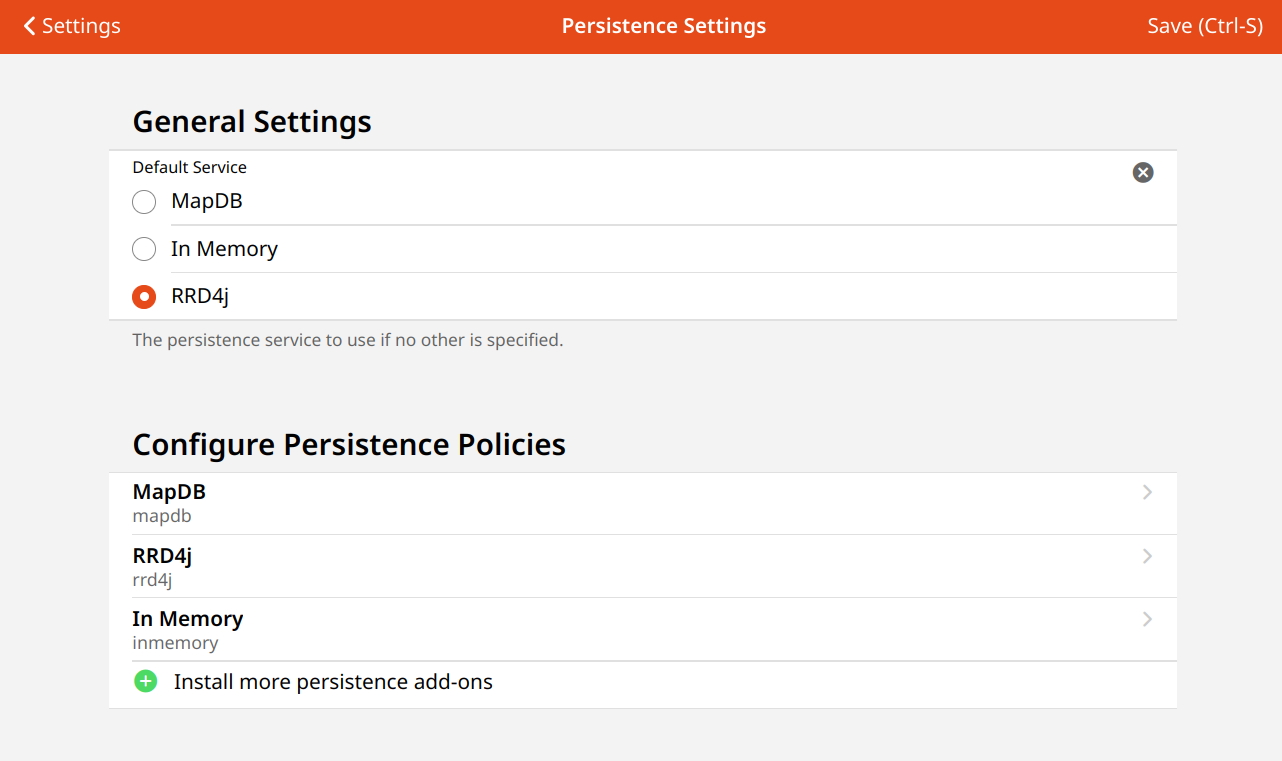 Settings
Persistence Settings
Save (Ctrl-S)
General Settings
Default Service
MapDB
In Memory
RRD4j
The persistence service to use if no other is specified.
Configure Persistence Policies
MapDB
mapdb
RRD4j
rrd4j
In Memory
inmemory
Install more persistence add-ons